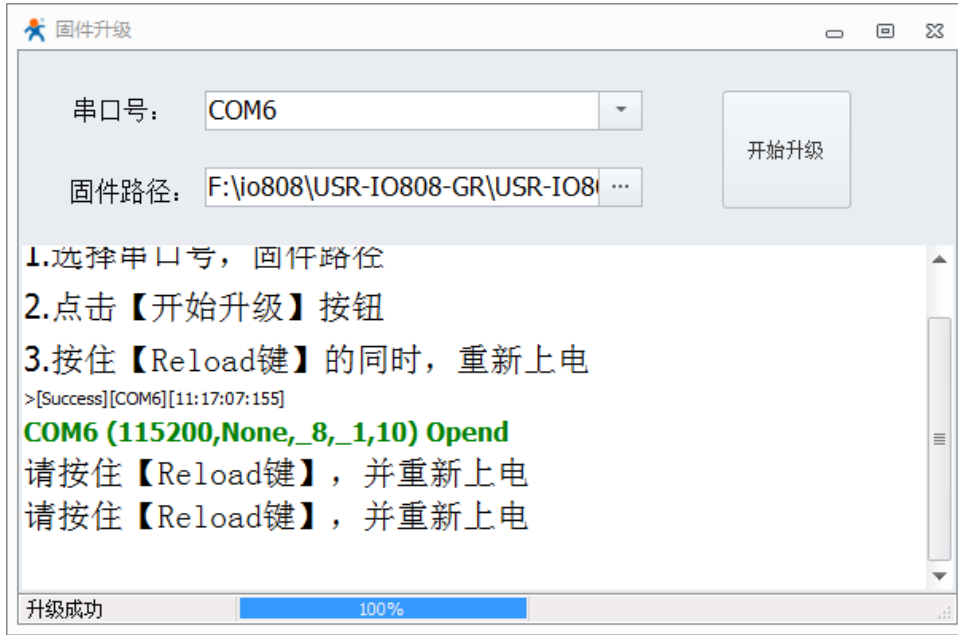 固件升级
串口号：
COM6
开始升级
固件路径：
F:\io808\USR-IO808-GR\USR-IO8
...
1.选择串口号，固件路径
2.点击【开始升级】按钮
3.按住【Reload键】的同时，重新上电
>[Success][COM6][11:17:07:155]
COM6 (115200,None,_8,_1,10) Opend
请按住【Reload键】，并重新上电
请按住【Reload键】，并重新上电
升级成功
100%